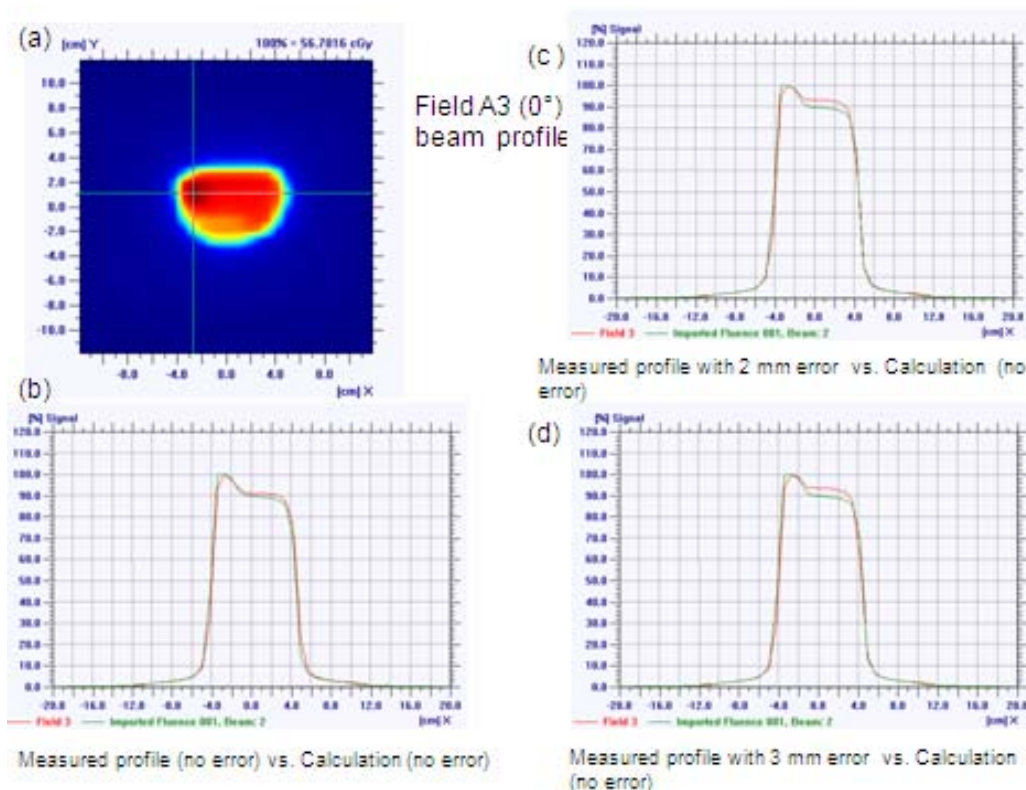 (a)
[cm] Y
100% = 56.7816 cGy
10.0
8.0
6.0
4.0
2.0
0.0
-2.0
-4.0
-6.0
-8.0
-10.0
-8.0 -4.0 0.0 4.0 8.0
[cm] X
Field A3 (0°)
beam profile
(c )
[%] Signal
120.0
110.0
100.0
90.0
80.0
70.0
60.0
50.0
40.0
30.0
20.0
10.0
0.0
-20.0 -16.0 -12.0 -8.0 -4.0 0.0 4.0 8.0 12.0 16.0 20.0
[cm] X
Field 3 Imported Fluence 001, Beam: 2
Measured profile with 2 mm error vs. Calculation (no
error)
(b)
[%] Signal
120.0
110.0
100.0
90.0
80.0
70.0
60.0
50.0
40.0
30.0
20.0
10.0
0.0
-20.0 -16.0 -12.0 -8.0 -4.0 0.0 4.0 8.0 12.0 16.0 20.0
[cm] X
Field 3 Imported Fluence 001, Beam: 2
Measured profile (no error) vs. Calculation (no error)
(d)
[%] Signal
120.0
110.0
100.0
90.0
80.0
70.0
60.0
50.0
40.0
30.0
20.0
10.0
0.0
-20.0 -16.0 -12.0 -8.0 -4.0 0.0 4.0 8.0 12.0 16.0 20.0
[cm] X
Field 3 Imported Fluence 001, Beam: 2
Measured profile with 3 mm error vs. Calculation
(no error)